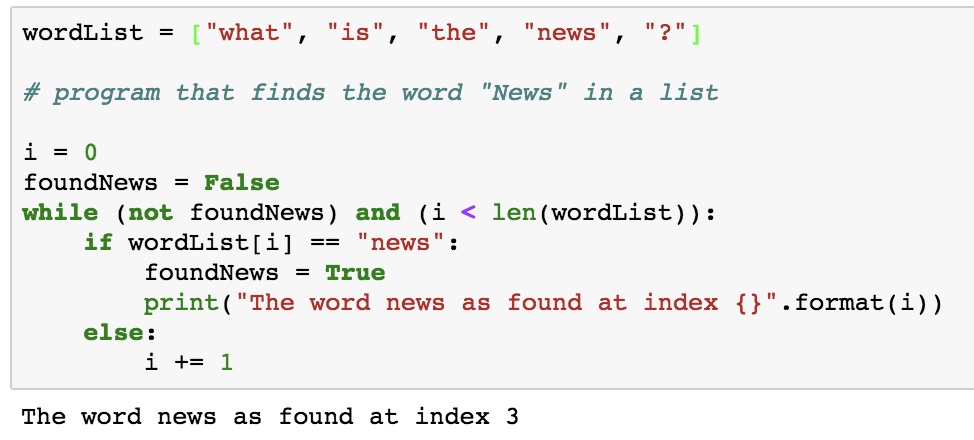 wordList = ["what", "is", "the", "news", "?"]

# program that finds the word "News" in a list

i = 0
foundNews = False
while (not foundNews) and (i < len(wordList)):
    if wordList[i] == "news":
        foundNews = True
        print("The word news as found at index {}".format(i))
    else:
        i += 1
The word news as found at index 3